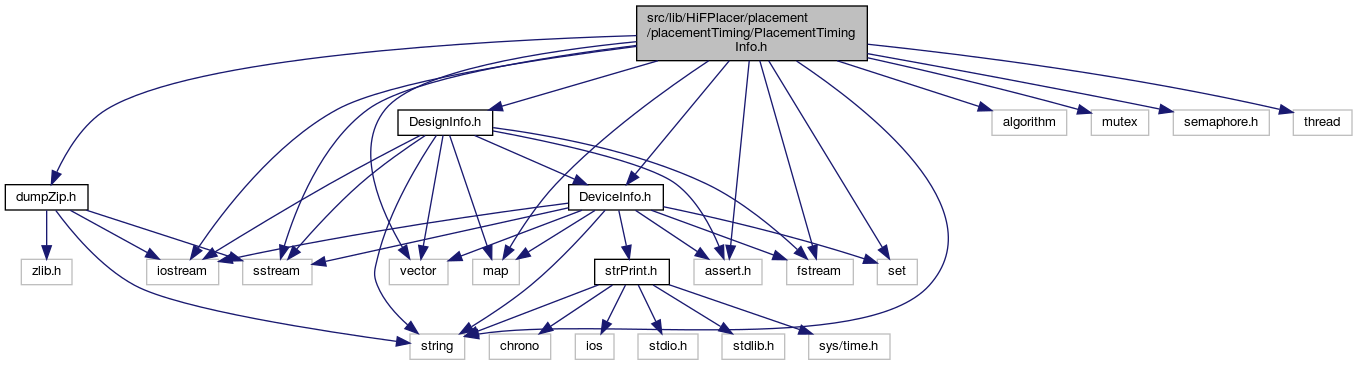 src/lib/HiFPlacer/placement
/placementTiming/PlacementTiming
Info.h
DesignInfo.h
algorithm
mutex
semaphore.h
thread
dumpZip.h
DeviceInfo.h
zlib.h
iostream
sstream
vector
map
strPrint.h
assert.h
fstream
set
string
chrono
ios
stdio.h
stdlib.h
sys/time.h